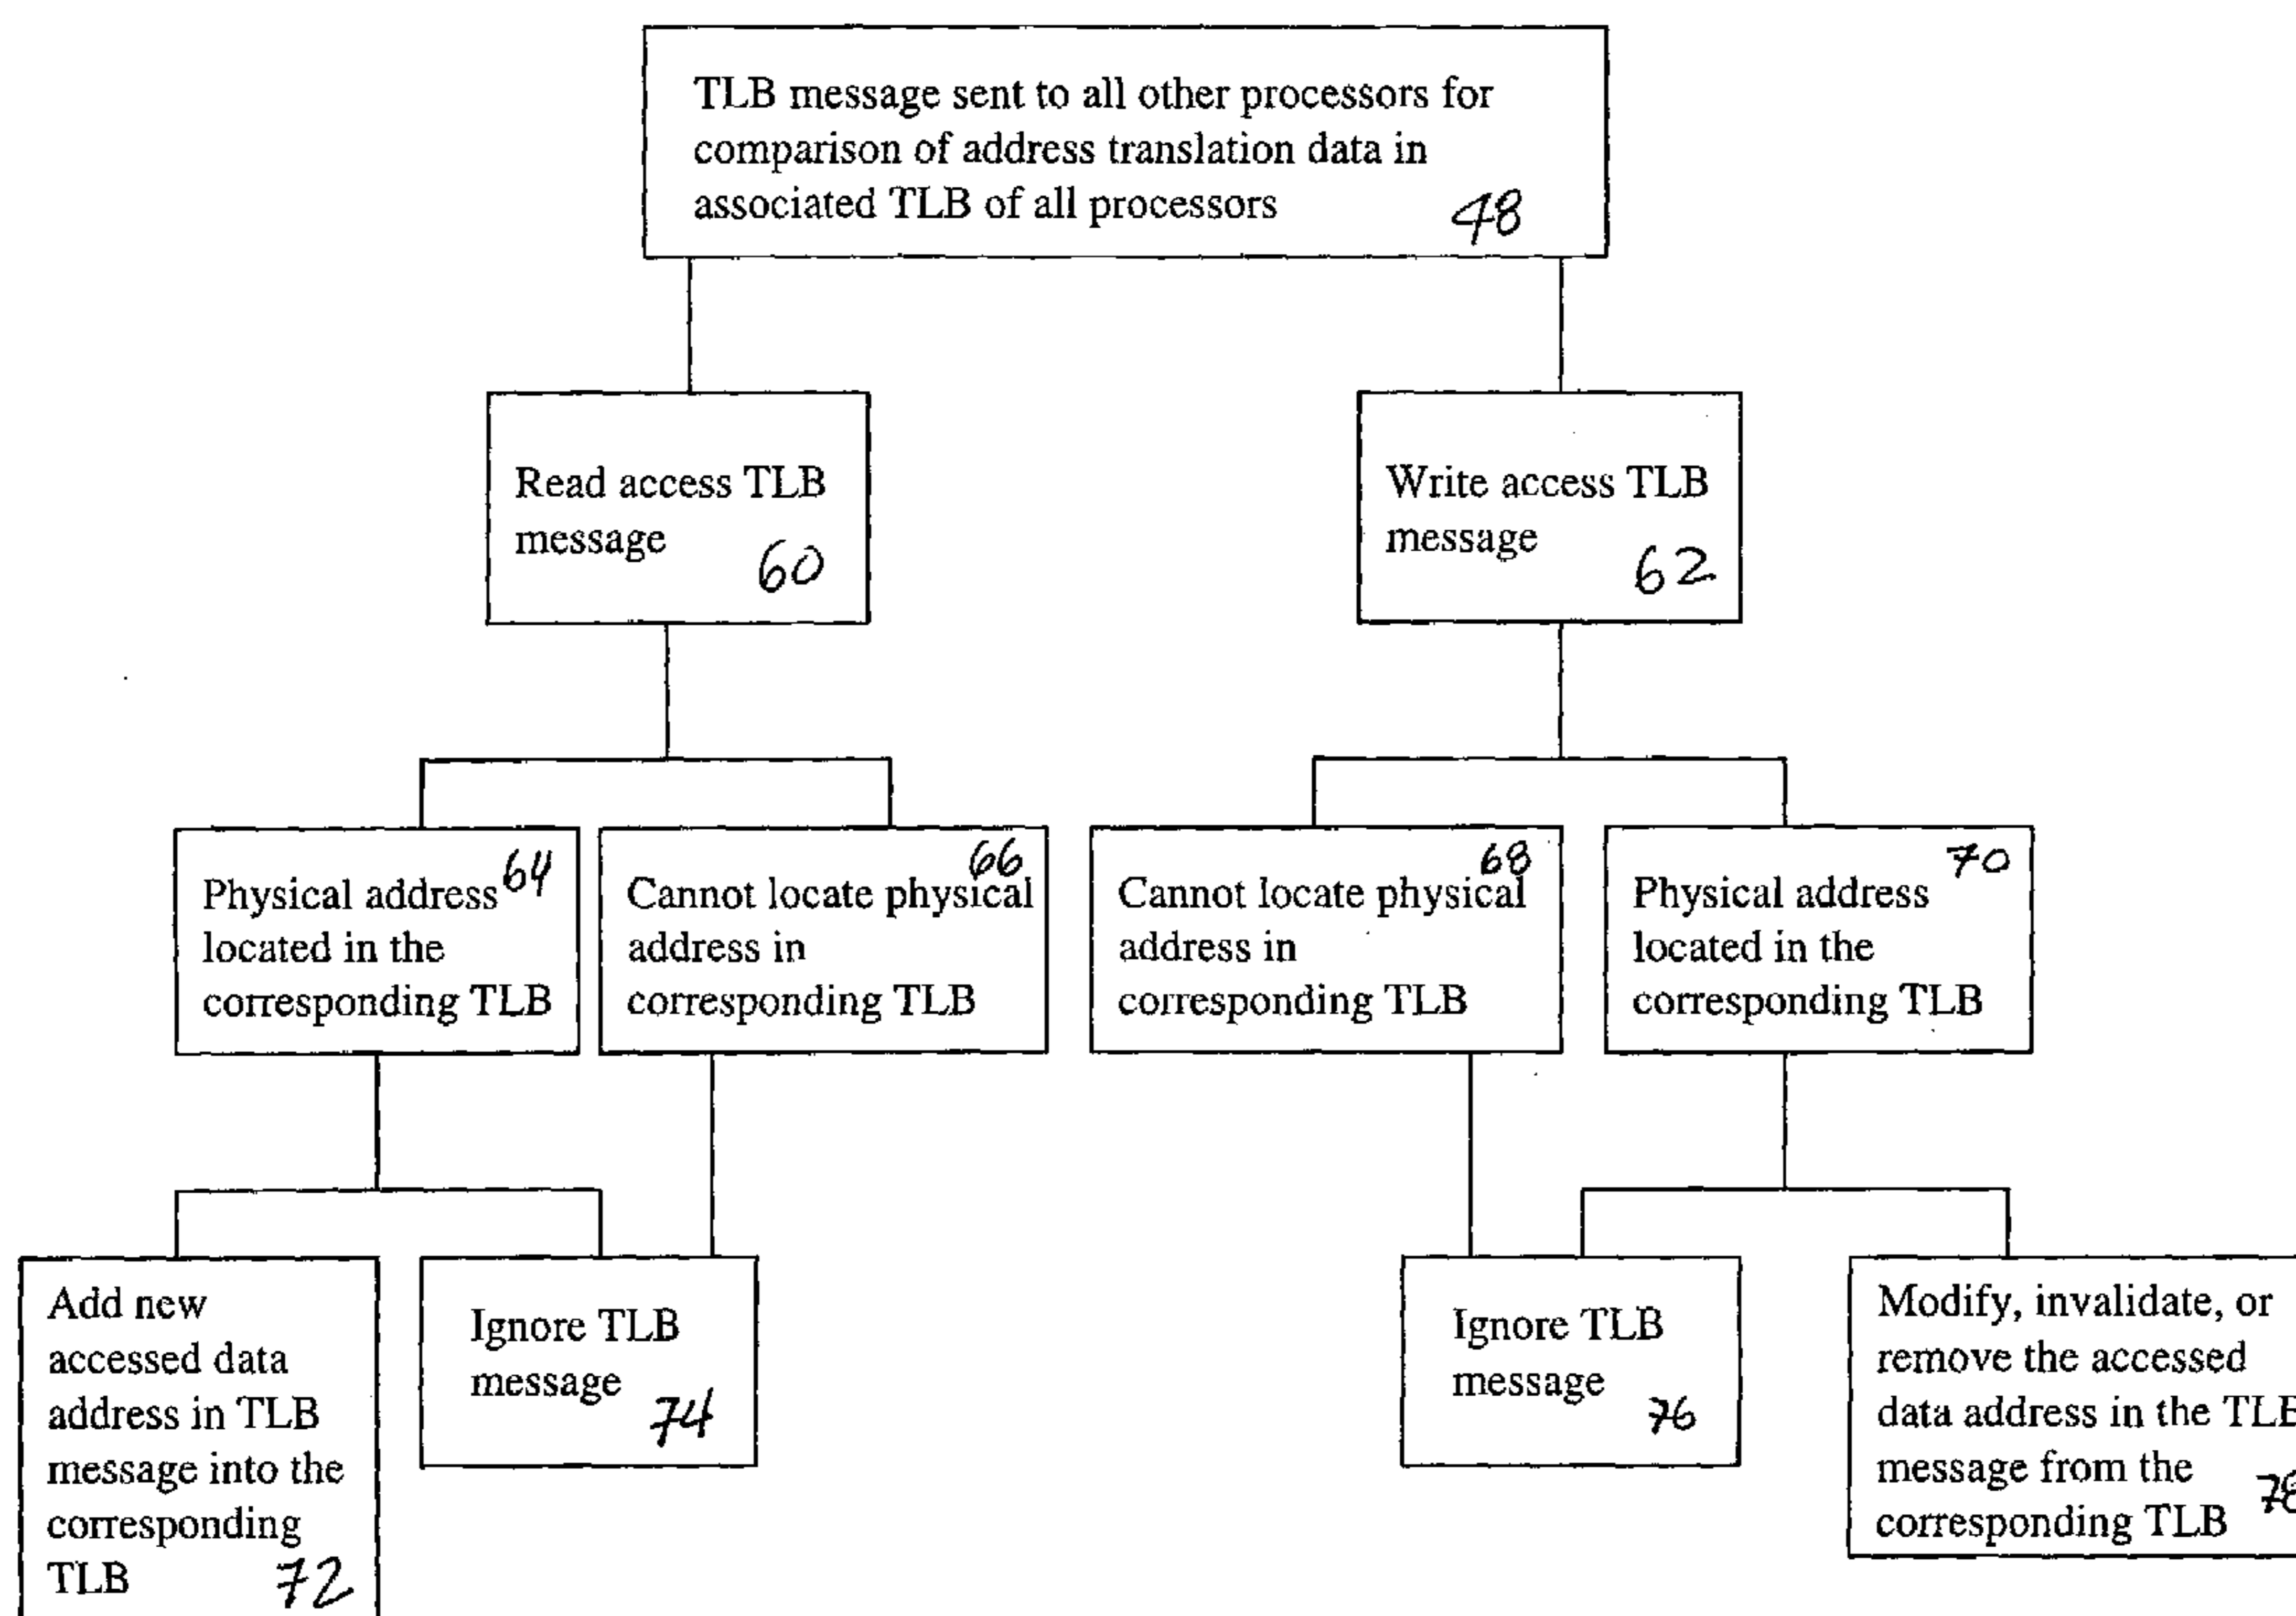 TLB message sent to all other processors for
comparison of address translation data in
associated TLB of all processors
48
Read access TLB
message
60
Write access TLB
message
62
Physical address
located in the
corresponding TLB
64
Cannot locate physical
address in
corresponding TLB
66
Cannot locate physical
address in
corresponding TLB
68
Physical address
located in the
corresponding TLB
70
Add new
accessed data
address in TLB
message into the
corresponding
TLB
72
Ignore TLB
message
74
Ignore TLB
message
76
Modify, invalidate, or
remove the accessed
data address in the TLB
message from the
corresponding TLB
78